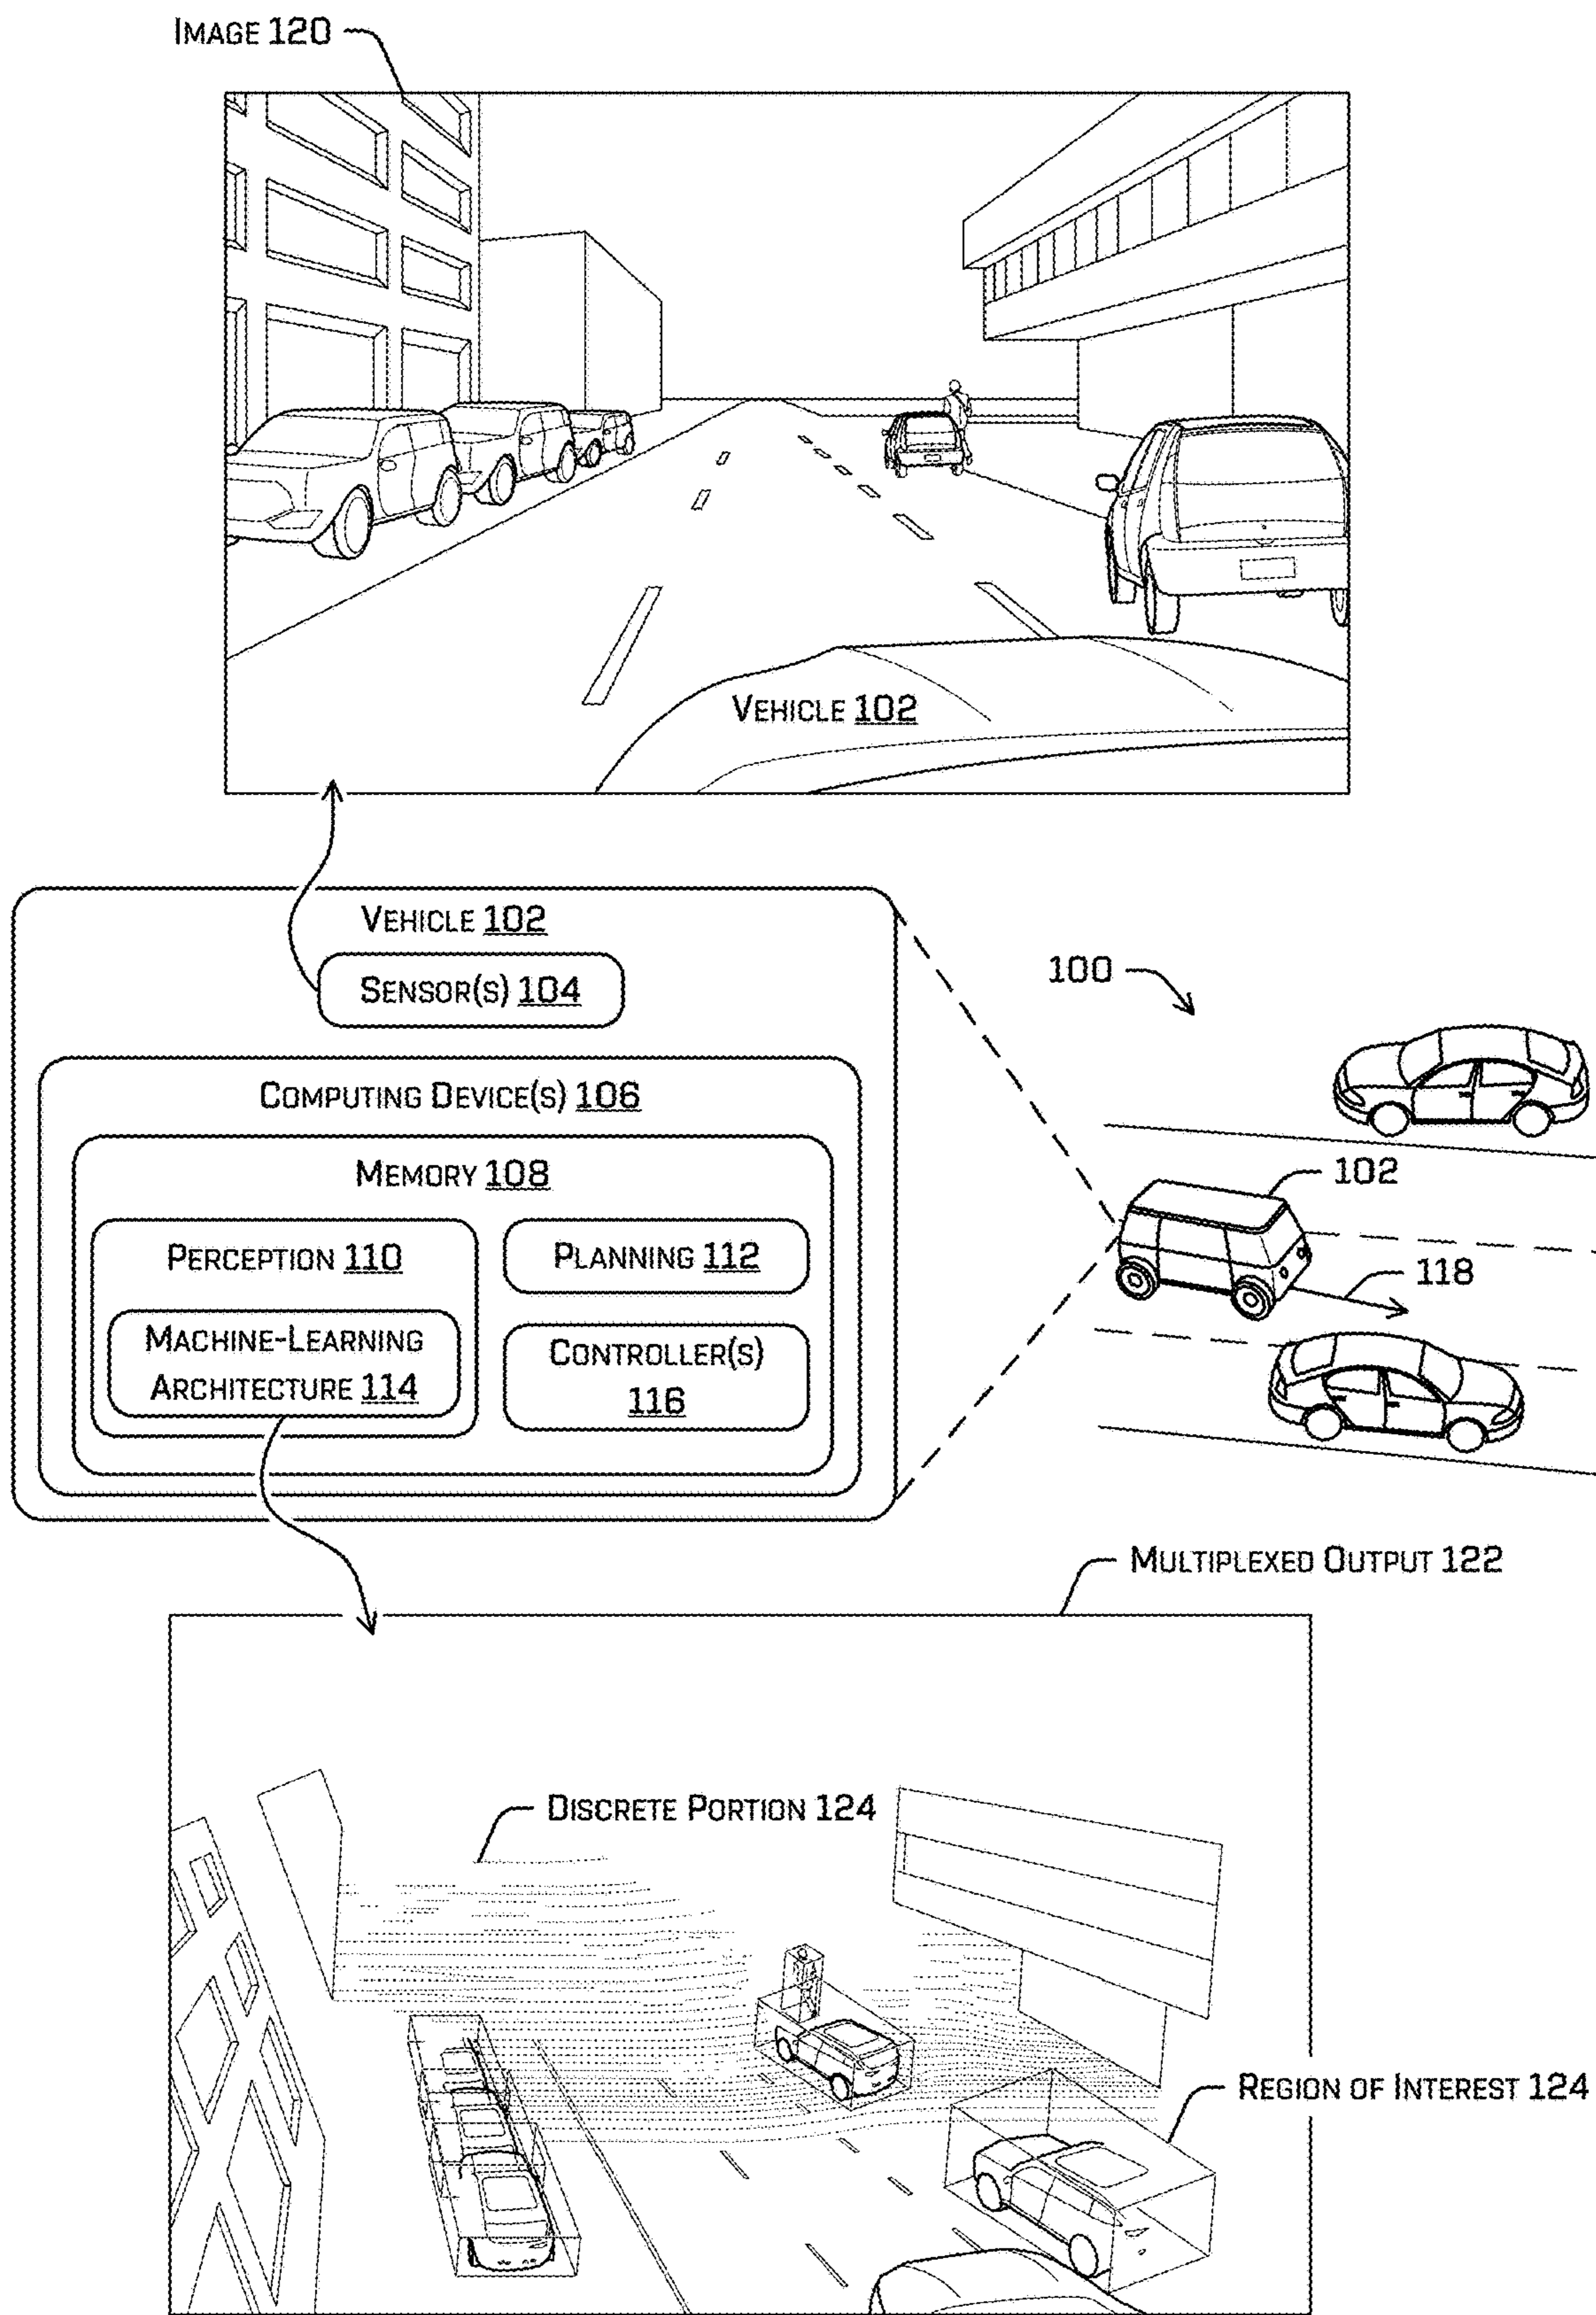 IMAGE 120
VEHICLE 102
VEHICLE 102
SENSOR(S) 104
COMPUTING DEVICE(S) 106
MEMORY 108
PERCEPTION 110
MACHINE-LEARNING
ARCHITECTURE 114
PLANNING 112
CONTROLLER(S)
116
100
102
118
MULTIPLEXED OUTPUT 122
DISCRETE PORTION 124
REGION OF INTEREST 124